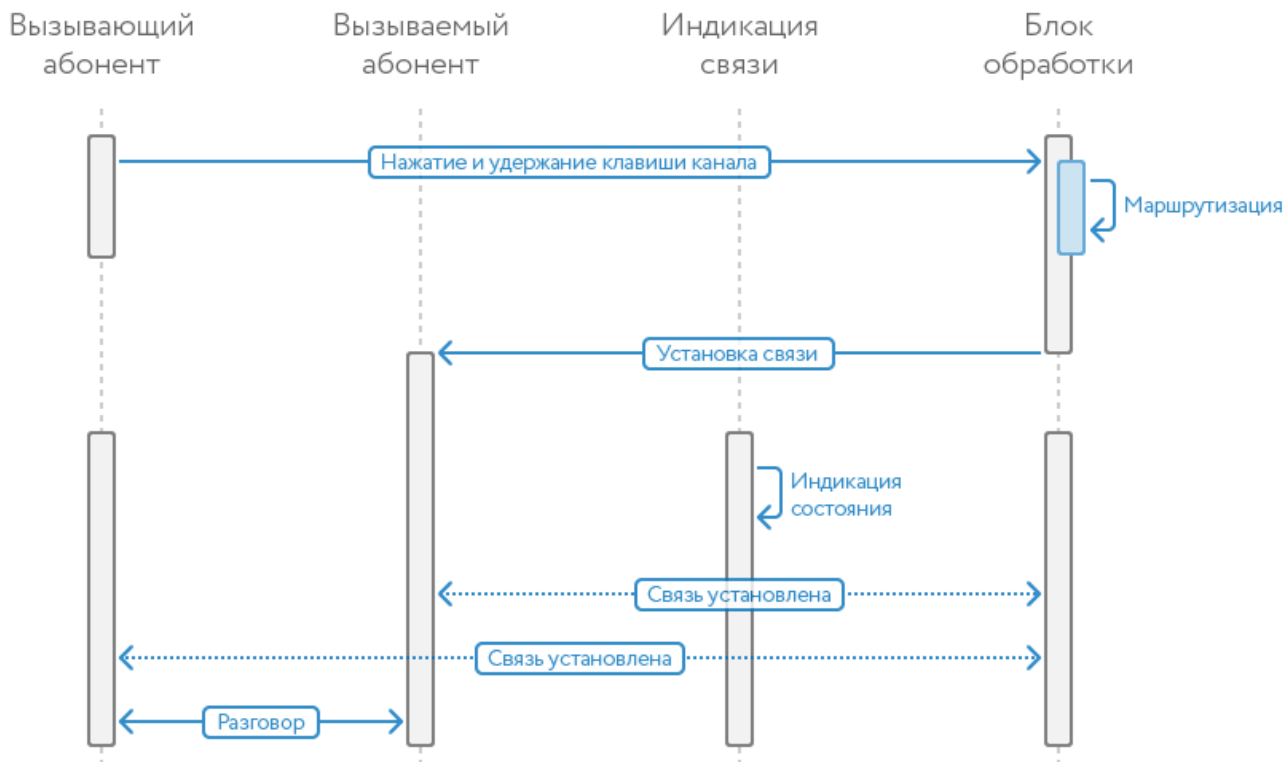 Вызывающий
абонент
Вызываемый
абонент
Индикация
связи
Блок
обработки
Нажатие и удержание клавиши канала
Маршрутизация
Установка связи
Индикация
состояния
Связь установлена
Связь установлена
Разговор